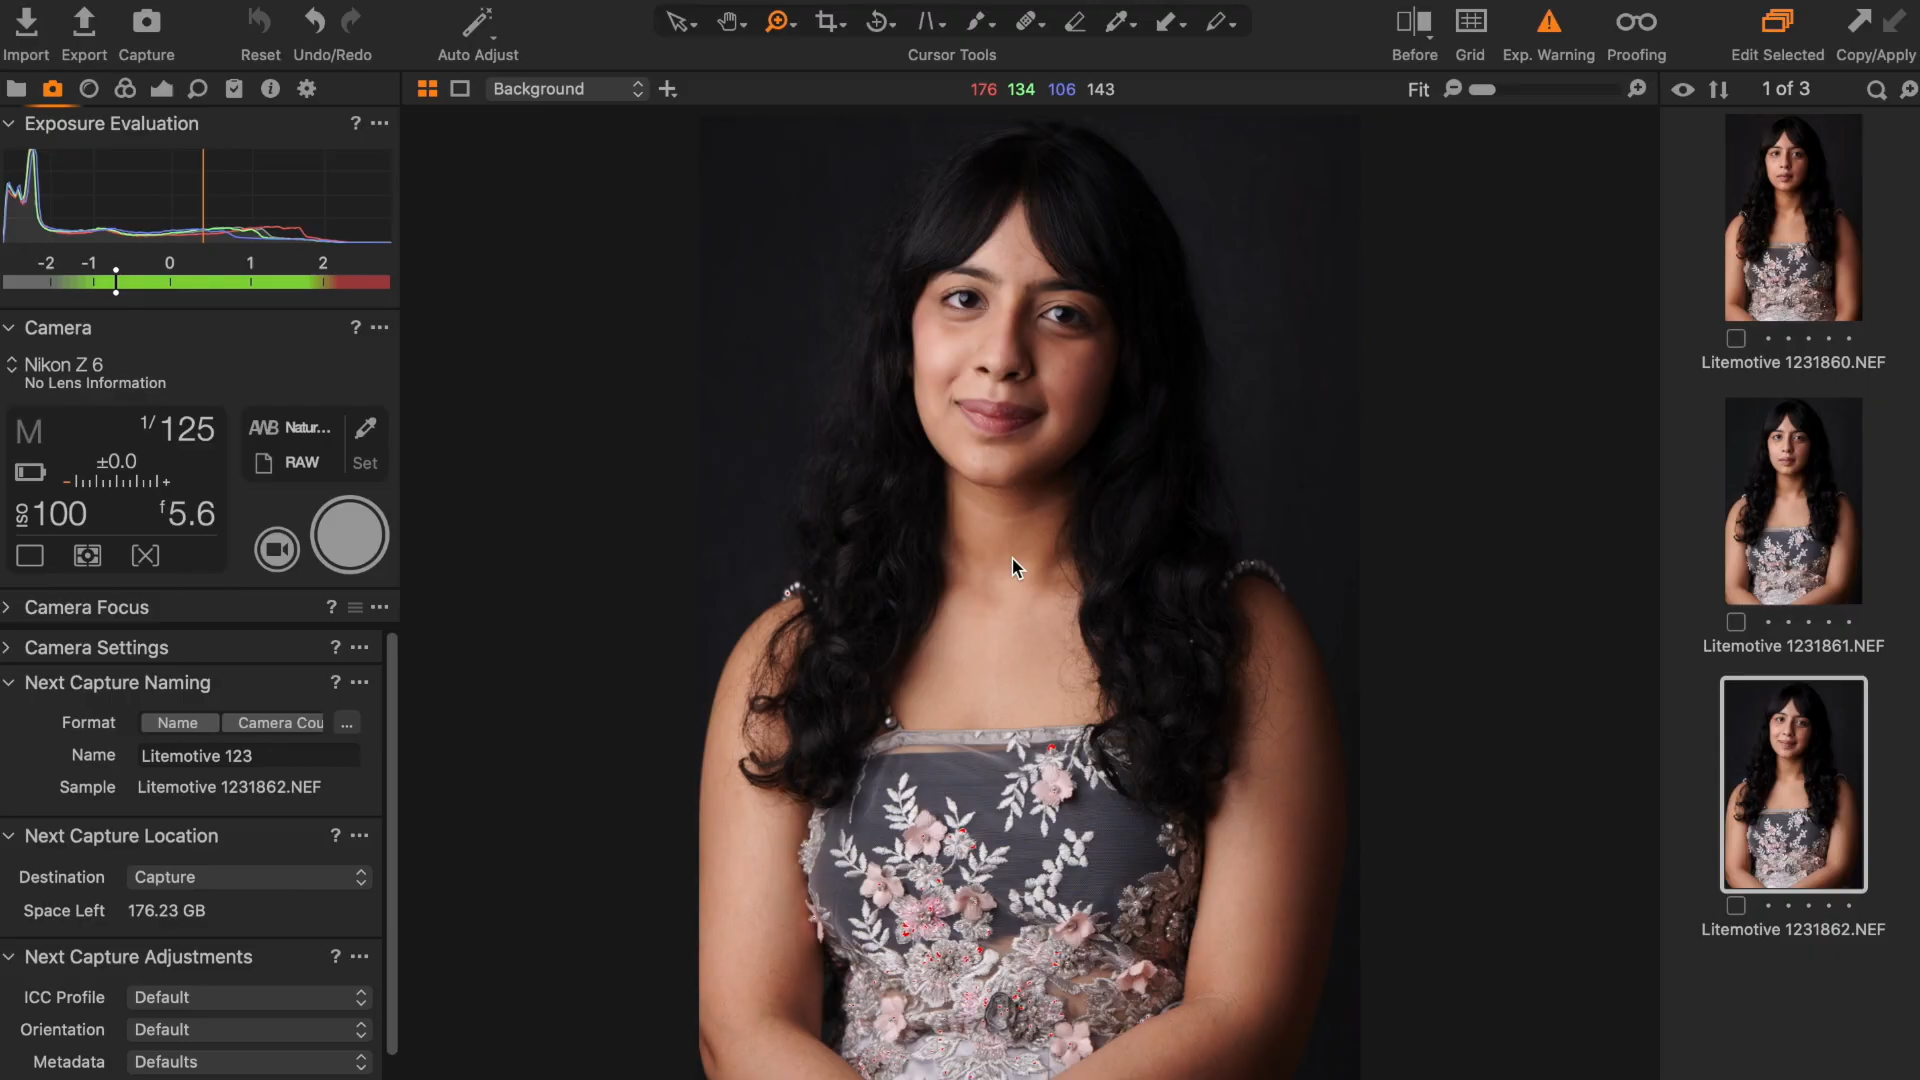 Import Export Capture Reset Undo/Redo Auto Adjust Cursor Tools Before Grid Exp. Warning Proofing Edit Selected Copy/Apply
Background 176 134 106 143 Fit 1 of 3
Exposure Evaluation ? ...
-2 -1 0 1 2
Camera ? ...
Nikon Z 6
No Lens Information
M 1/125 AWB Natur...
±0.0
- + RAW Set
ISO 100 f5.6
Camera Focus ? ...
Camera Settings ? ...
Next Capture Naming ? ...
Format Name Camera Cou ...
Name Litemotive 123
Sample Litemotive 1231862.NEF
Next Capture Location ? ...
Destination Capture
Space Left 176.23 GB
Next Capture Adjustments ? ...
ICC Profile Default
Orientation Default
Metadata Defaults
Litemotive 1231860.NEF
Litemotive 1231861.NEF
Litemotive 1231862.NEF